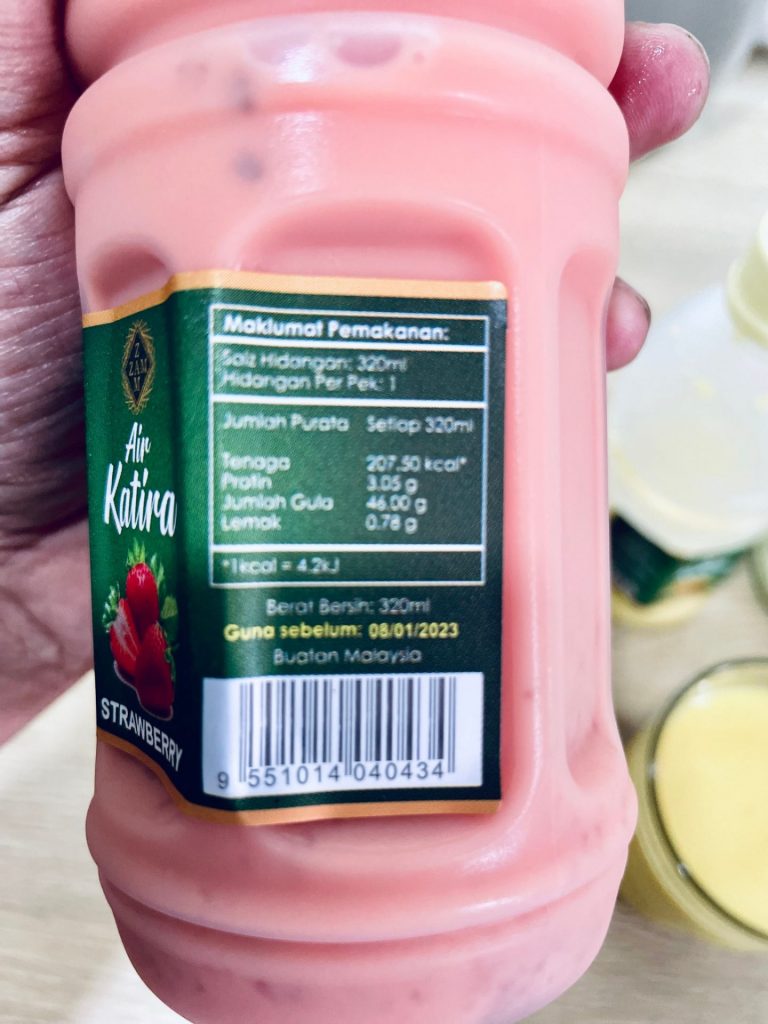 Z
ZAM
M
Air
Katira
STRAWBERRY
Maklumat Pemakanan:
Saiz Hidangan: 320ml
Hidangan Per Pek: 1
Jumlah Purata Setiap 320ml
Tenaga 207.50 kcal*
Protin 3.05 g
Jumlah Gula 46.00 g
Lemak 0.78 g
*1kcal = 4.2kJ
Berat Bersih: 320ml
Guna sebelum: 08/01/2023
Buatan Malaysia
9 551014 040434